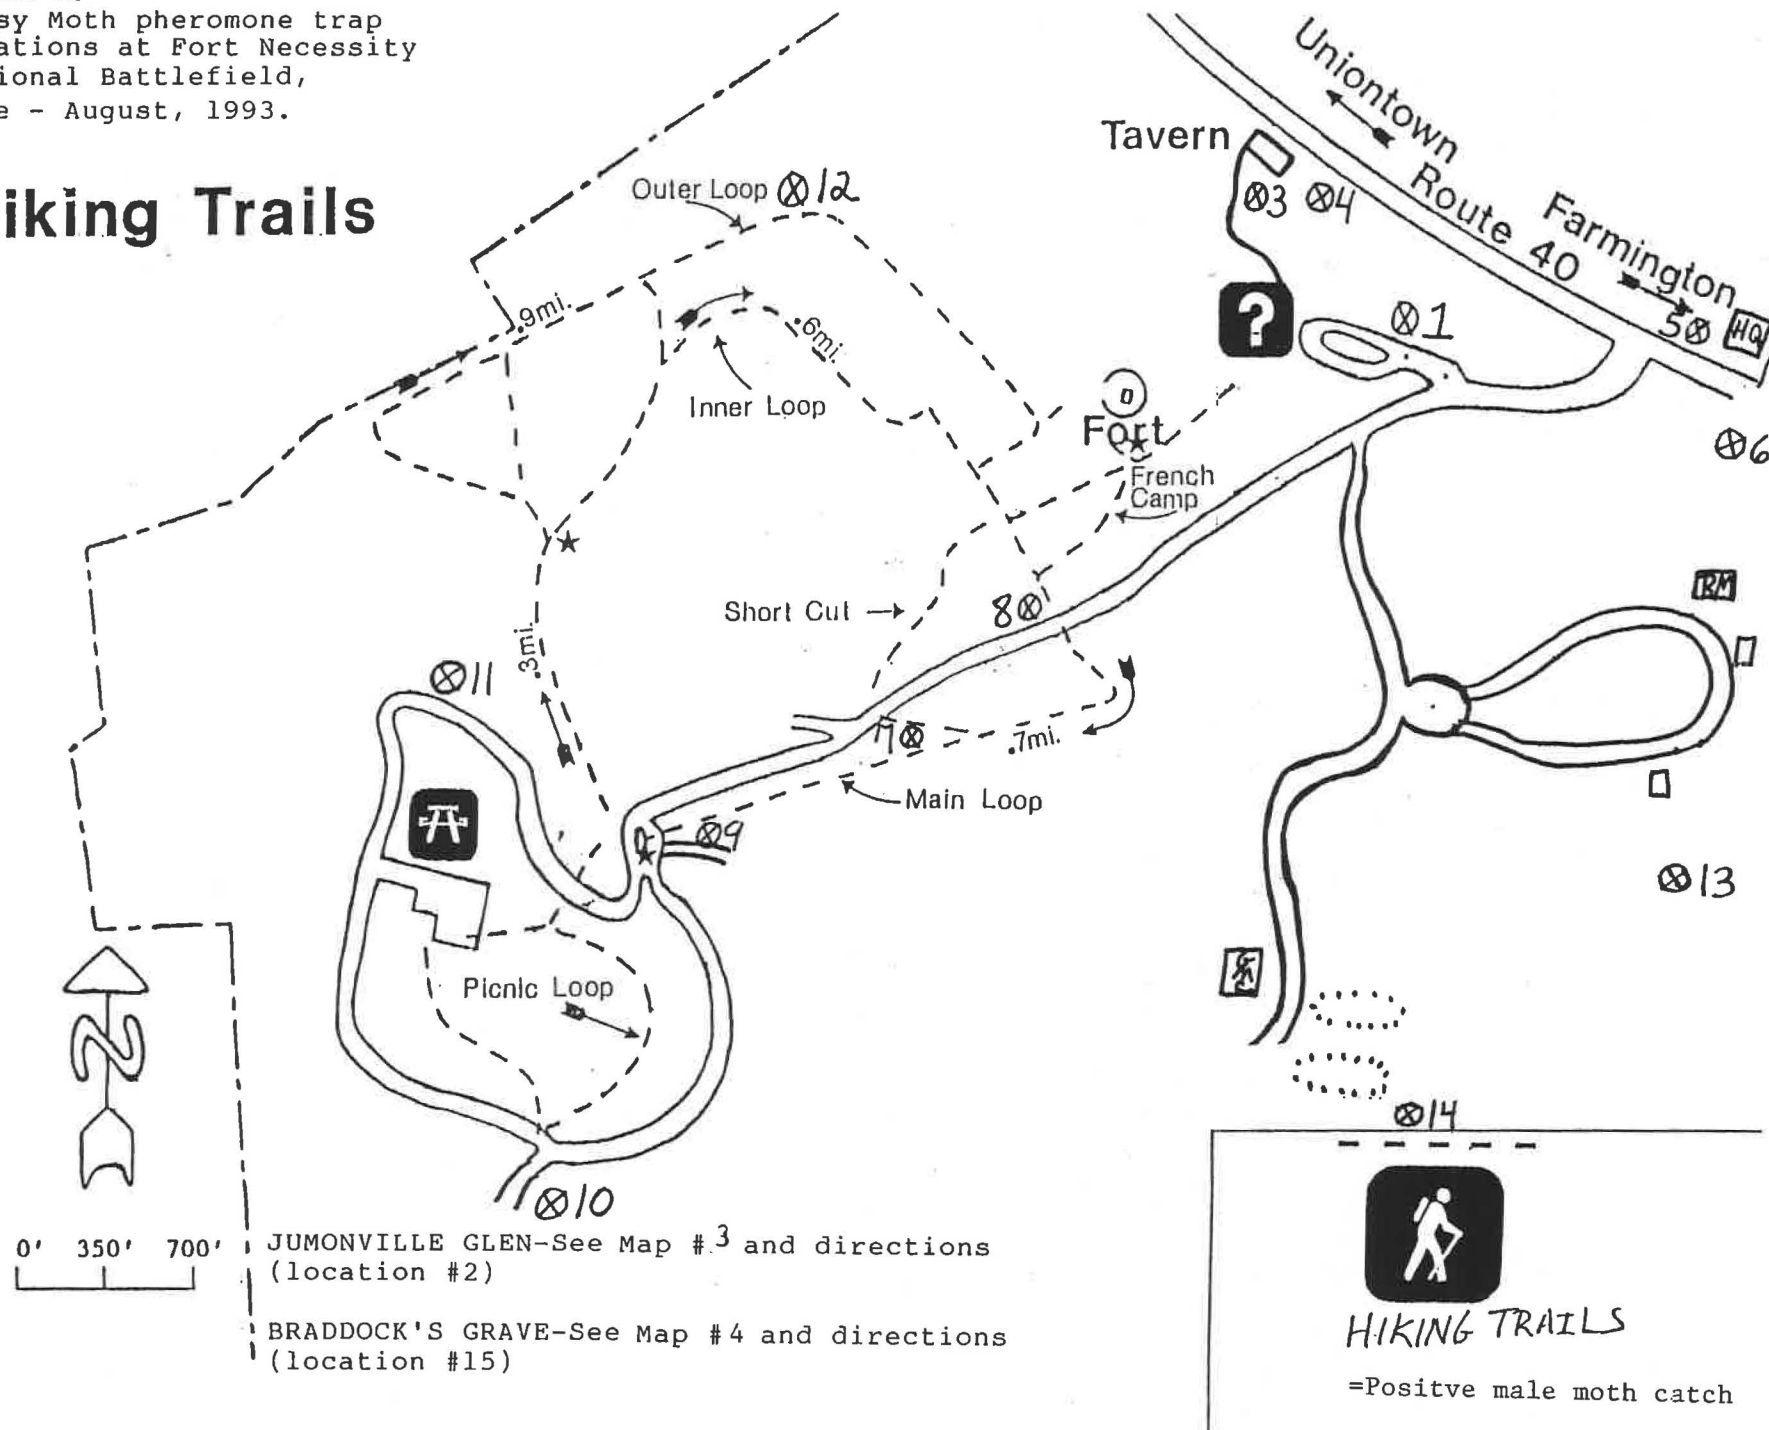 sy Moth pheromone trap
ations at Fort Necessity
ional Battlefield,
e - August, 1993.
iking Trails
Uniontown
Route 40
Farmington
Tavern
3
4
5
HQ
?
1
6
Outer Loop
12
.9mi.
.6mi.
Inner Loop
Fort
French
Camp
Short Cut
8
.3mi.
11
7
.7mi.
Main Loop
9
BM
13
Picnic Loop
N
14
10
0' 350' 700'
JUMONVILLE GLEN-See Map #.3 and directions
(location #2)
BRADDOCK'S GRAVE-See Map #4 and directions
(location #15)
HIKING TRAILS
=Positve male moth catch